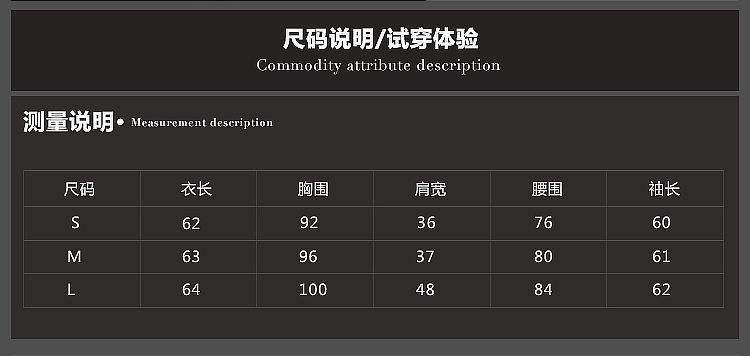 尺码说明/试穿体验
Commodity attribute description
测量说明• Measurement description
尺码 衣长 胸围 肩宽 腰围 袖长
S 62 92 36 76 60
M 63 96 37 80 61
L 64 100 48 84 62